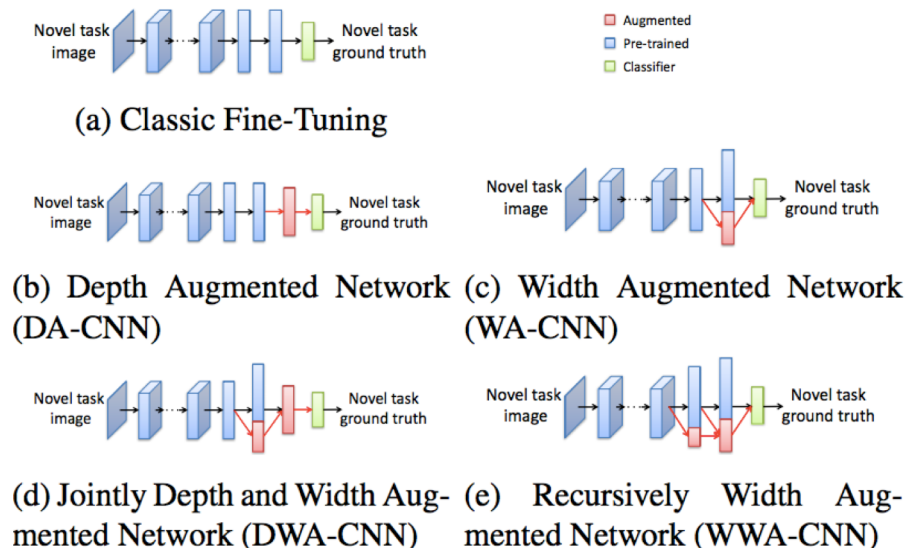 Novel task
image
Novel task
ground truth
Augmented
Pre-trained
Classifier
(a) Classic Fine-Tuning
Novel task
image
Novel task
ground truth
Novel task
image
Novel task
ground truth
(b) Depth Augmented Network
(DA-CNN)
(c) Width Augmented Network
(WA-CNN)
Novel task
image
Novel task
ground truth
Novel task
image
Novel task
ground truth
(d) Jointly Depth and Width Aug-
mented Network (DWA-CNN)
(e) Recursively Width Aug-
mented Network (WWA-CNN)